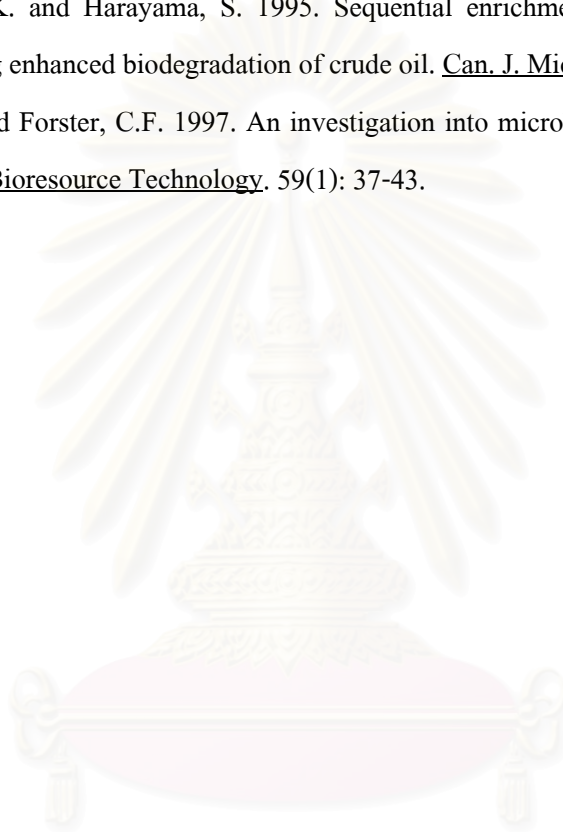 K. and Harayama, S. 1995. Sequential enrichme
g enhanced biodegradation of crude oil. Can. J. Mic
d Forster, C.F. 1997. An investigation into micro
Bioresource Technology. 59(1): 37-43.